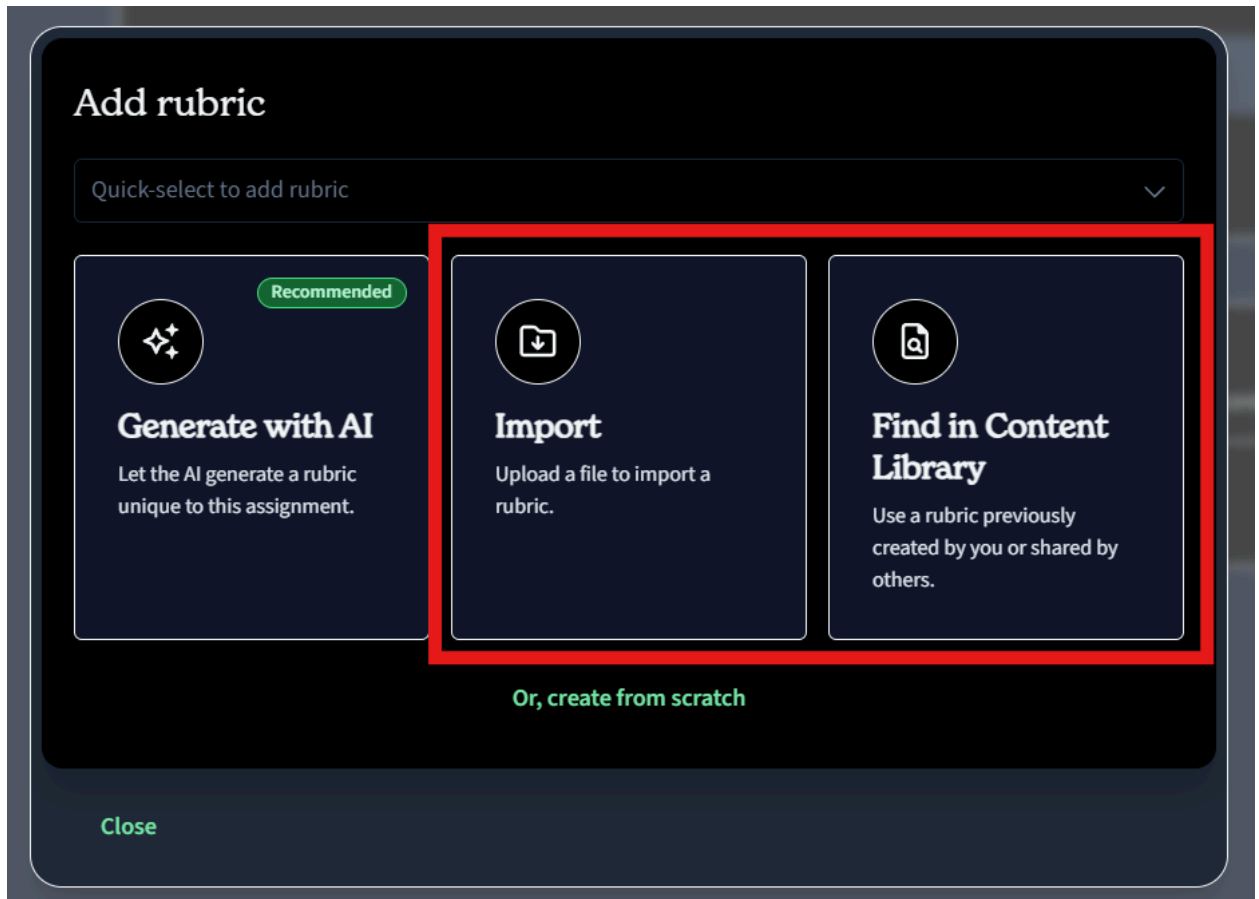 Add rubric
Quick-select to add rubric
Recommended
Generate with AI
Let the AI generate a rubric
unique to this assignment.
Import
Upload a file to import a
rubric.
Find in Content
Library
Use a rubric previously
created by you or shared by
others.
Or, create from scratch
Close